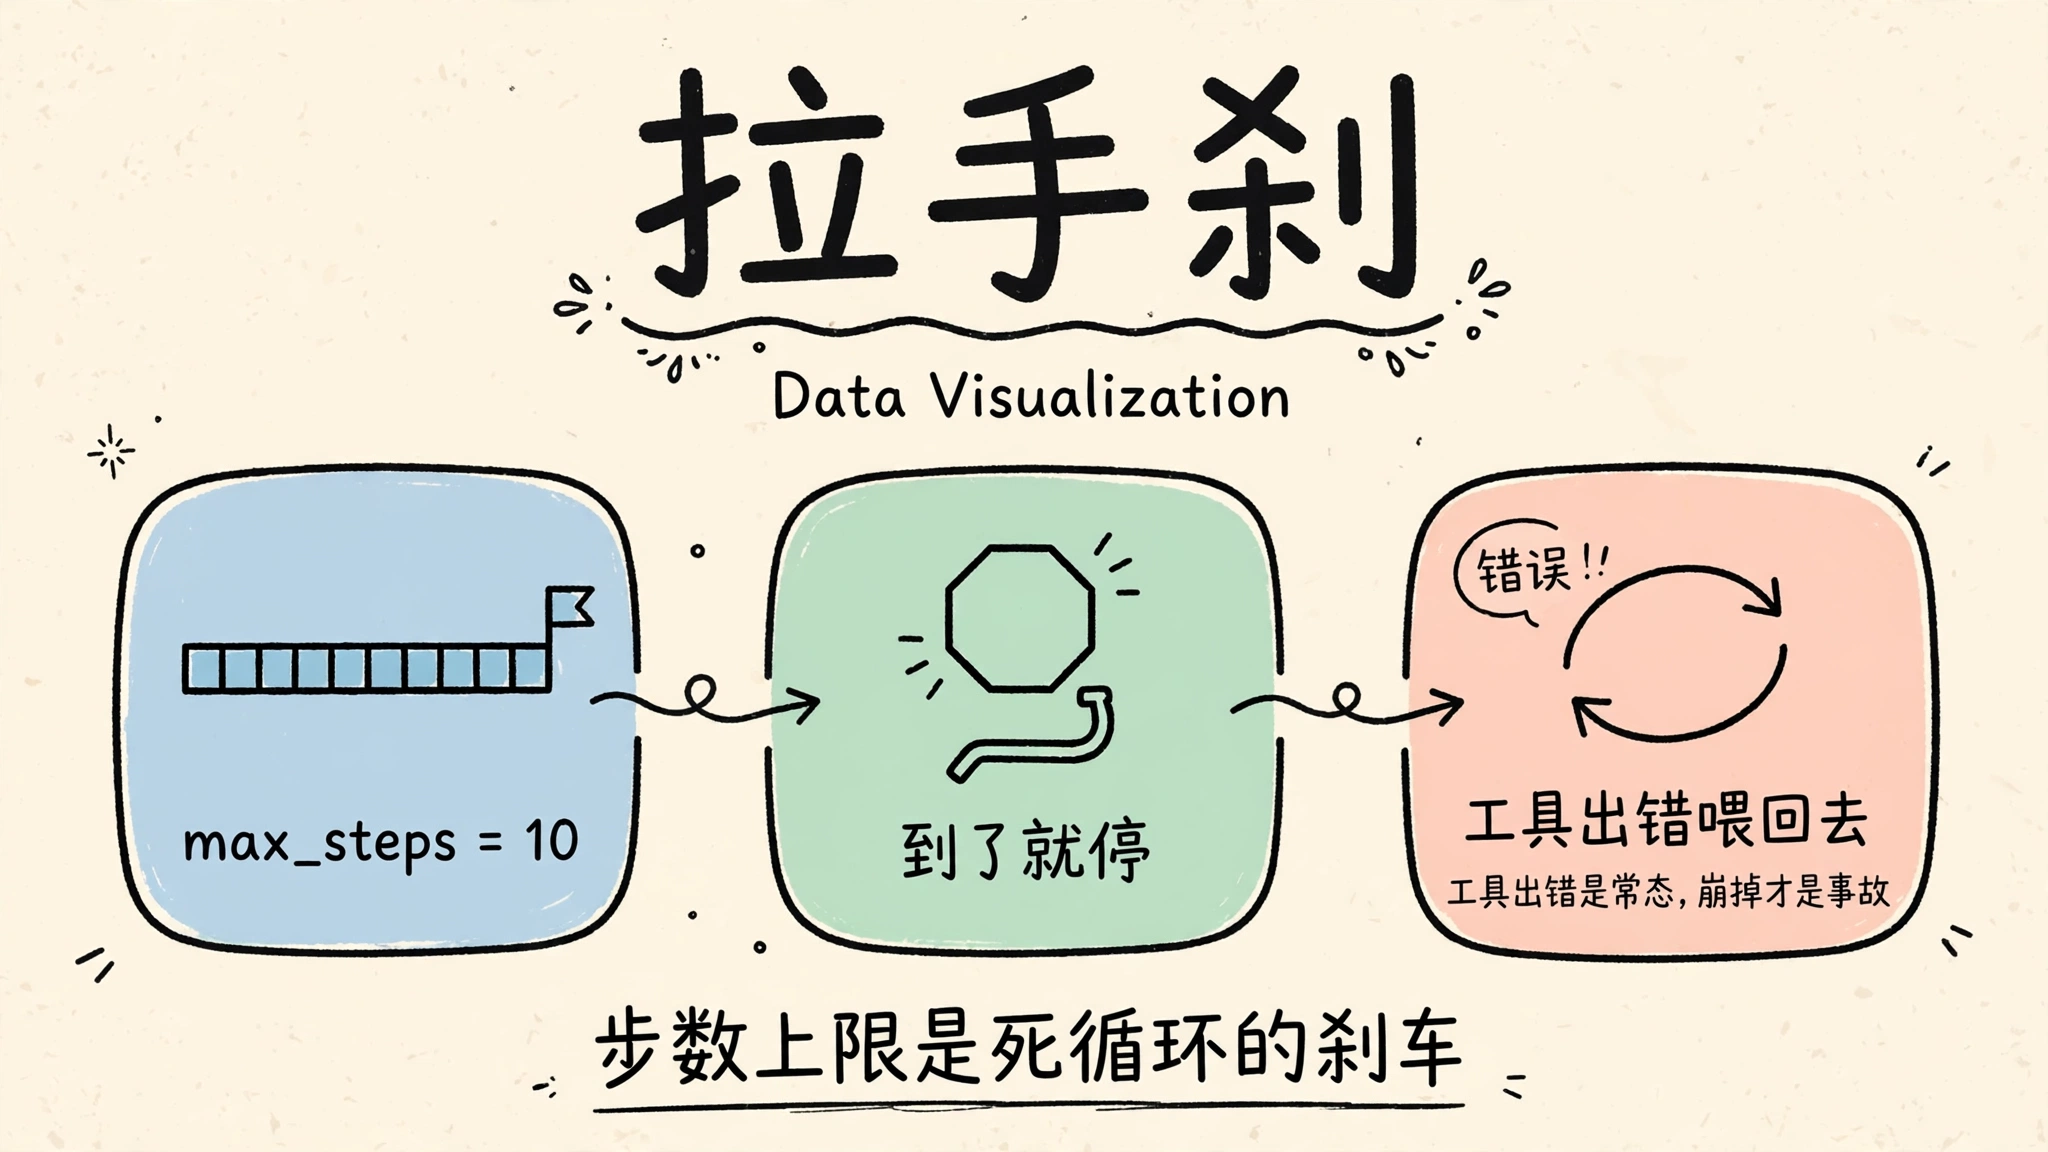 拉手刹
Data Visualization
max_steps = 10
到了就停
错误!!
工具出错喂回去
工具出错是常态,崩掉才是事故
步数上限是死循环的刹车